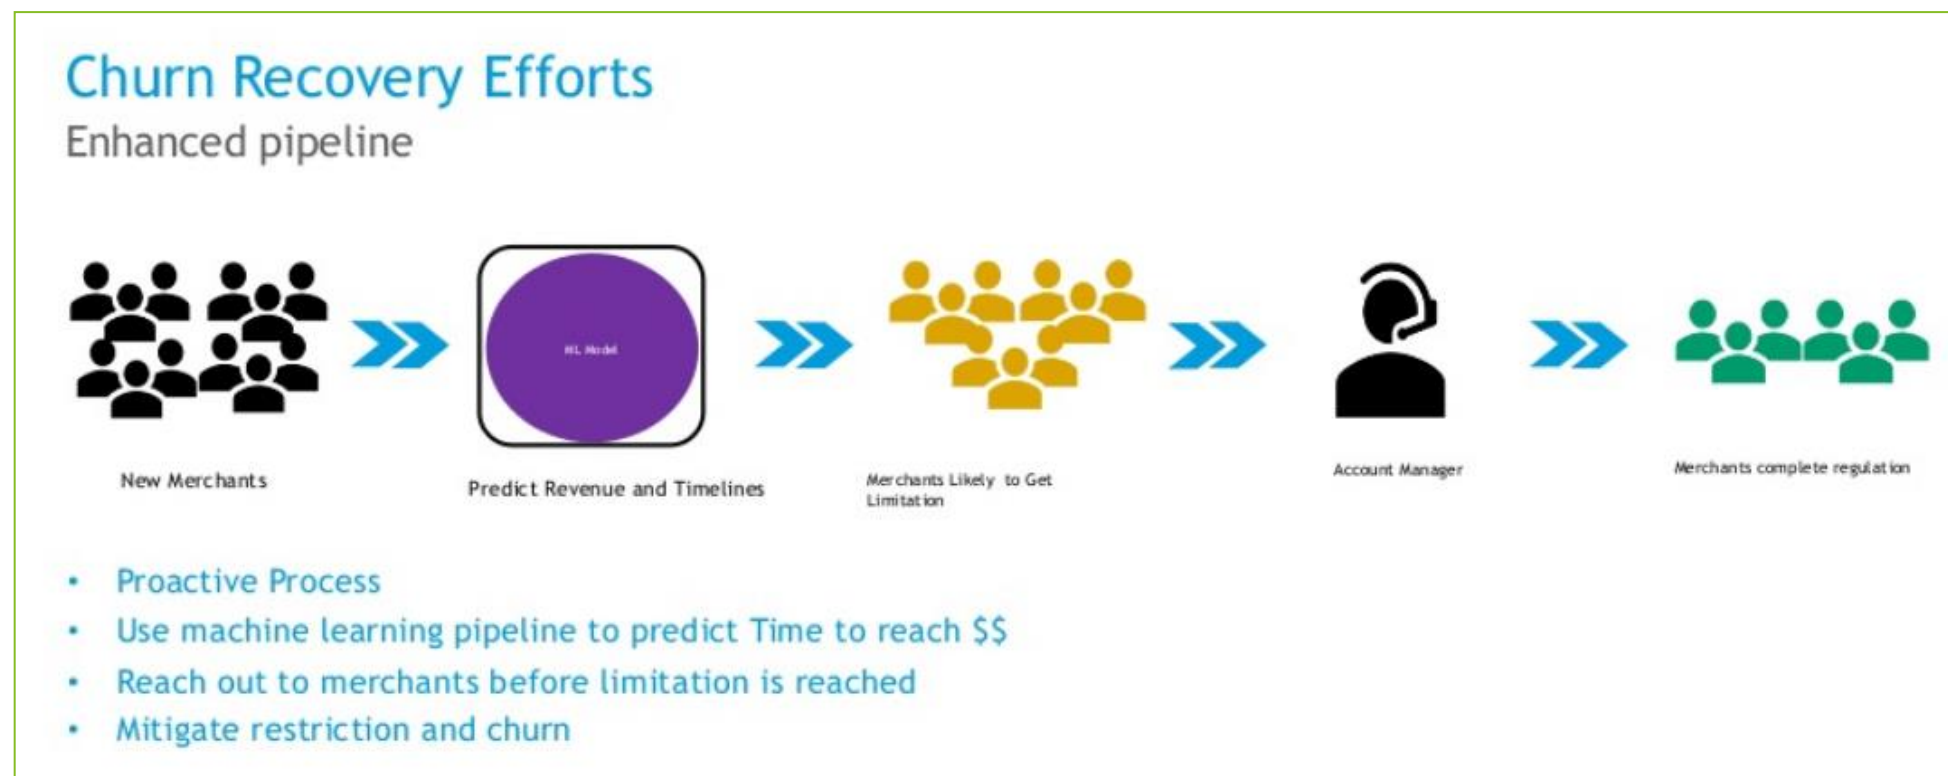 Churn Recovery Efforts
Enhanced pipeline
ML Model
New Merchants
Predict Revenue and Timelines
Merchants Likely to Get
Limitation
Account Manager
Merchants complete regulation
• Proactive Process
• Use machine learning pipeline to predict Time to reach $$
• Reach out to merchants before limitation is reached
• Mitigate restriction and churn